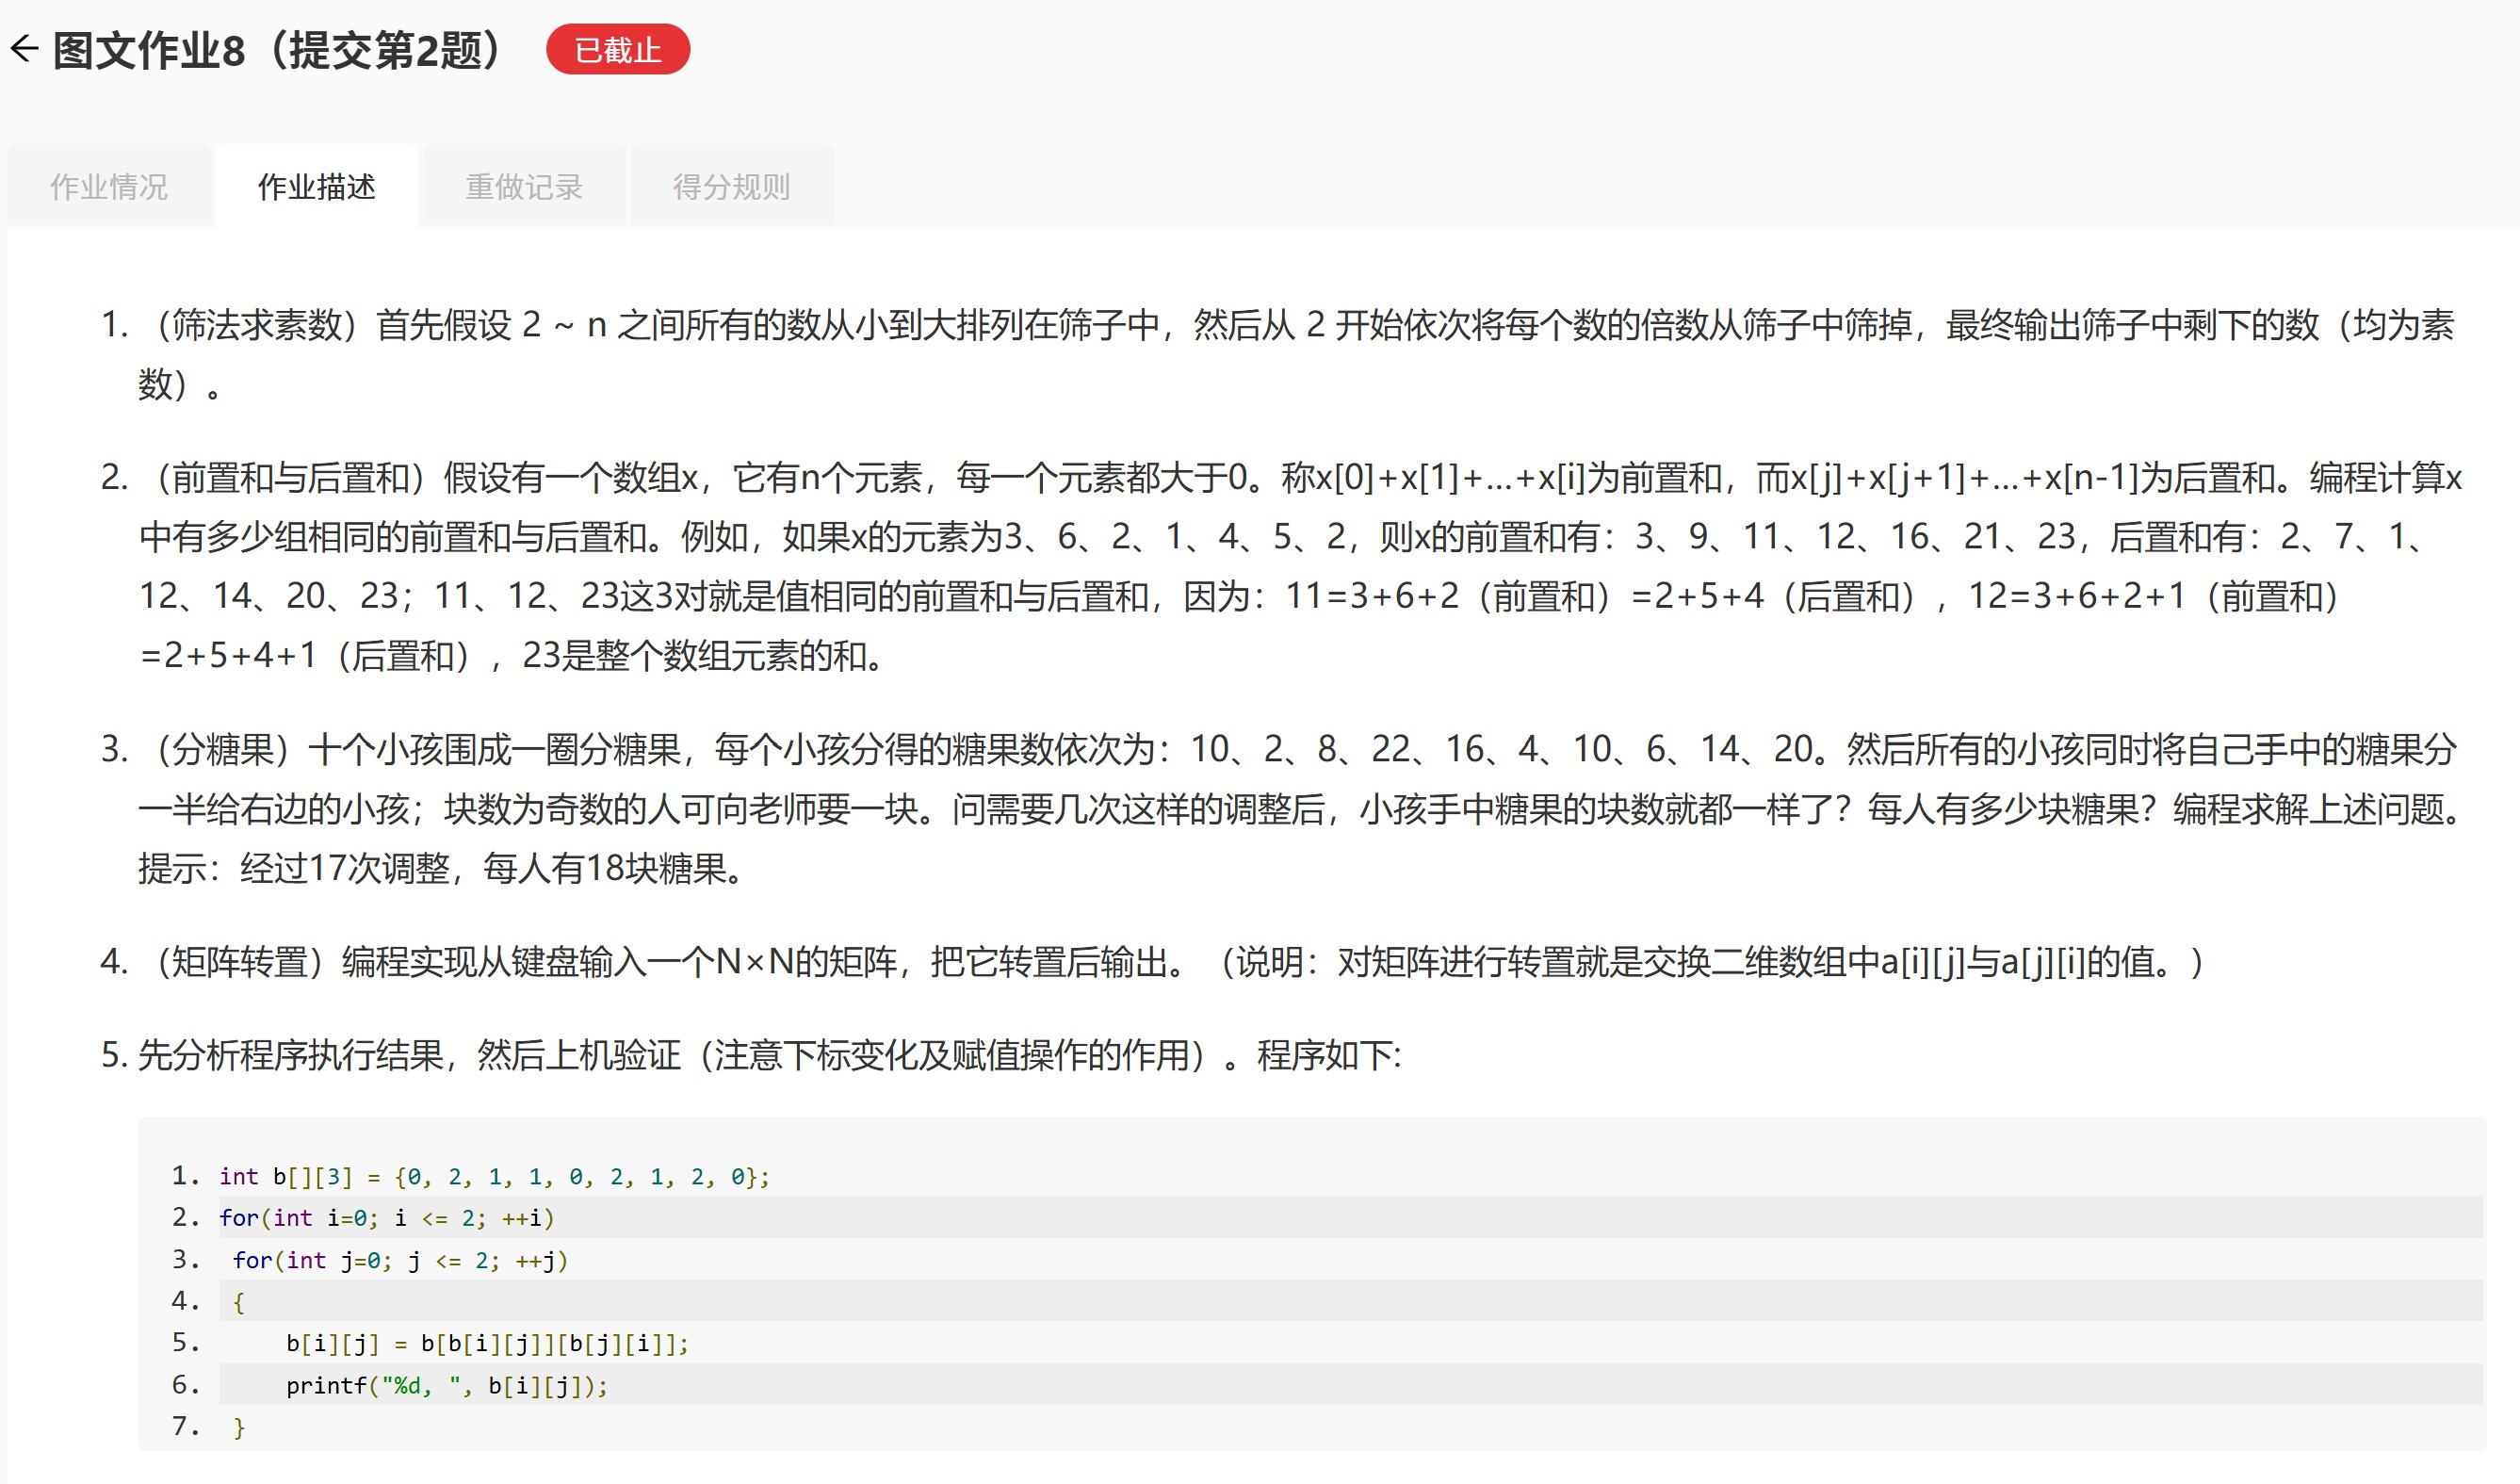 ← 图文作业8（提交第2题） 已截止
作业情况 作业描述 重做记录 得分规则
1. （筛法求素数）首先假设 2 ~ n 之间所有的数从小到大排列在筛子中，然后从 2 开始依次将每个数的倍数从筛子中筛掉，最终输出筛子中剩下的数（均为素
数）。
2. （前置和与后置和）假设有一个数组x，它有n个元素，每一个元素都大于0。称x[0]+x[1]+...+x[i]为前置和，而x[j]+x[j+1]+...+x[n-1]为后置和。编程计算x
中有多少组相同的前置和与后置和。例如，如果x的元素为3、6、2、1、4、5、2，则x的前置和有：3、9、11、12、16、21、23，后置和有：2、7、1、
12、14、20、23；11、12、23这3对就是值相同的前置和与后置和，因为：11=3+6+2（前置和）=2+5+4（后置和），12=3+6+2+1（前置和）
=2+5+4+1（后置和），23是整个数组元素的和。
3. （分糖果）十个小孩围成一圈分糖果，每个小孩分得的糖果数依次为：10、2、8、22、16、4、10、6、14、20。然后所有的小孩同时将自己手中的糖果分
一半给右边的小孩；块数为奇数的人可向老师要一块。问需要几次这样的调整后，小孩手中糖果的块数就都一样了？每人有多少块糖果？编程求解上述问题。
提示：经过17次调整，每人有18块糖果。
4. （矩阵转置）编程实现从键盘输入一个N×N的矩阵，把它转置后输出。（说明：对矩阵进行转置就是交换二维数组中a[i][j]与a[j][i]的值。）
5. 先分析程序执行结果，然后上机验证（注意下标变化及赋值操作的作用）。程序如下:
1. int b[][3] = {0, 2, 1, 1, 0, 2, 1, 2, 0};
2. for(int i=0; i <= 2; ++i)
3. for(int j=0; j <= 2; ++j)
4. {
5. b[i][j] = b[b[i][j]][b[j][i]];
6. printf("%d, ", b[i][j]);
7. }